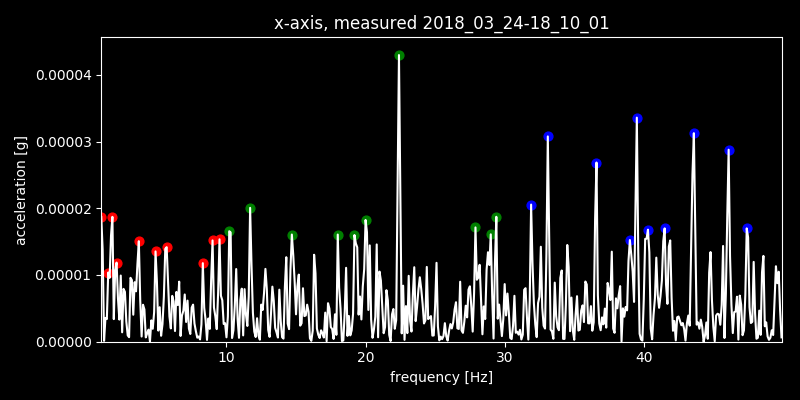 x-axis, measured 2018_03_24-18_10_01
acceleration [g]
0.00004
0.00003
0.00002
0.00001
0.00000
10 20 30 40
frequency [Hz]